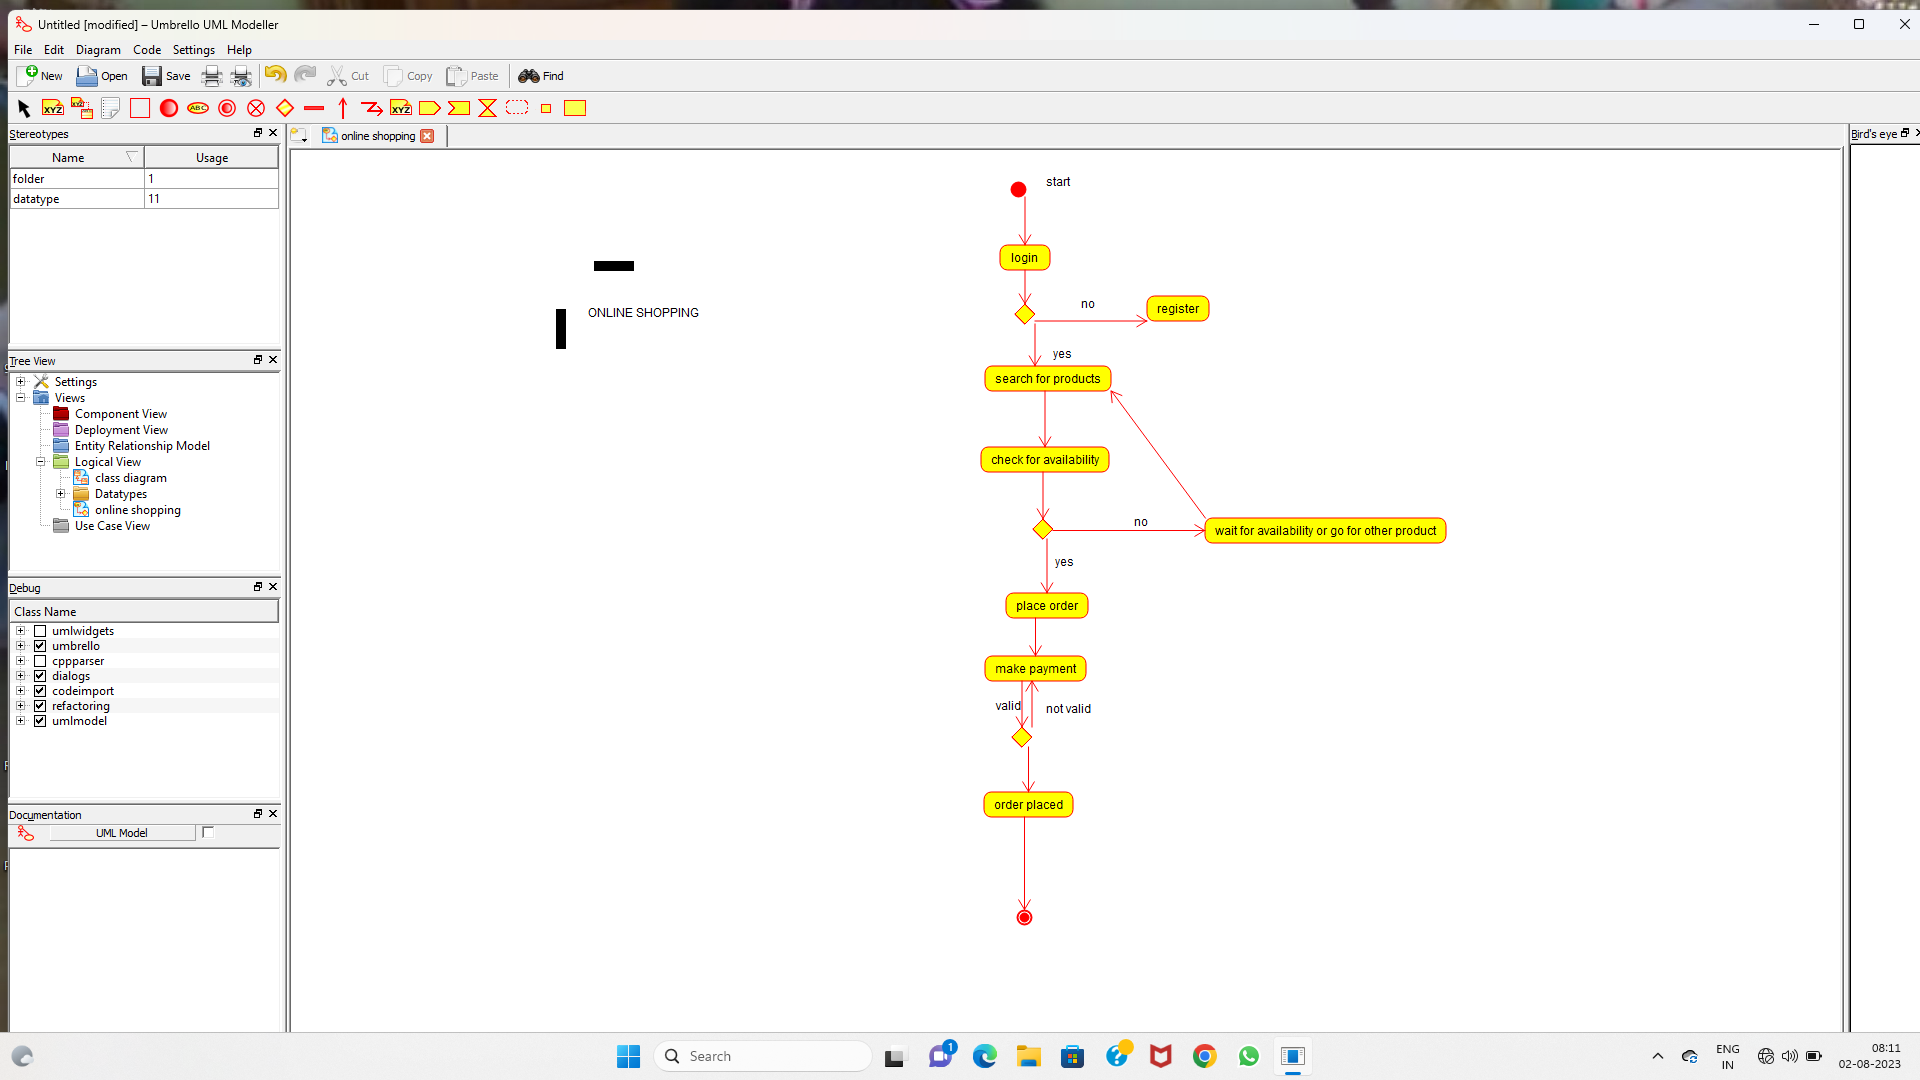 Untitled [modified] – Umbrello UML Modeller
File Edit Diagram Code Settings Help
New Open Save Cut Copy Paste Find
XYZ XYZ ABC XYZ
Stereotypes
Name Usage
folder 1
datatype 11
Tree View
Settings
Views
Component View
Deployment View
Entity Relationship Model
Logical View
class diagram
Datatypes
online shopping
Use Case View
Debug
Class Name
umlwidgets
umbrello
cppparser
dialogs
codeimport
refactoring
umlmodel
Documentation
UML Model
online shopping
Bird's eye
ONLINE SHOPPING
start
login
no
register
yes
search for products
check for availability
no
wait for availability or go for other product
yes
place order
make payment
valid
not valid
order placed
Search
1
ENG
IN
08:11
02-08-2023